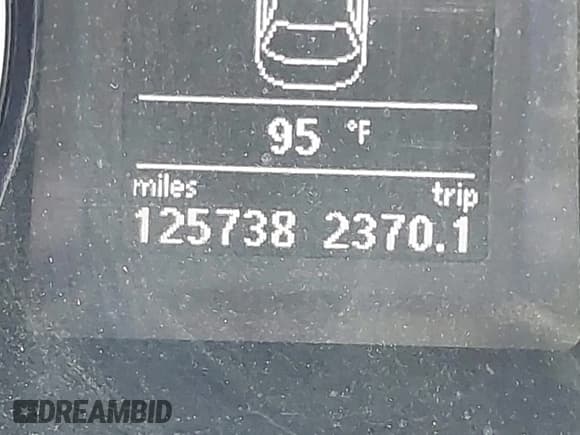 95 °F
miles trip
125738 2370.1
DREAMBID